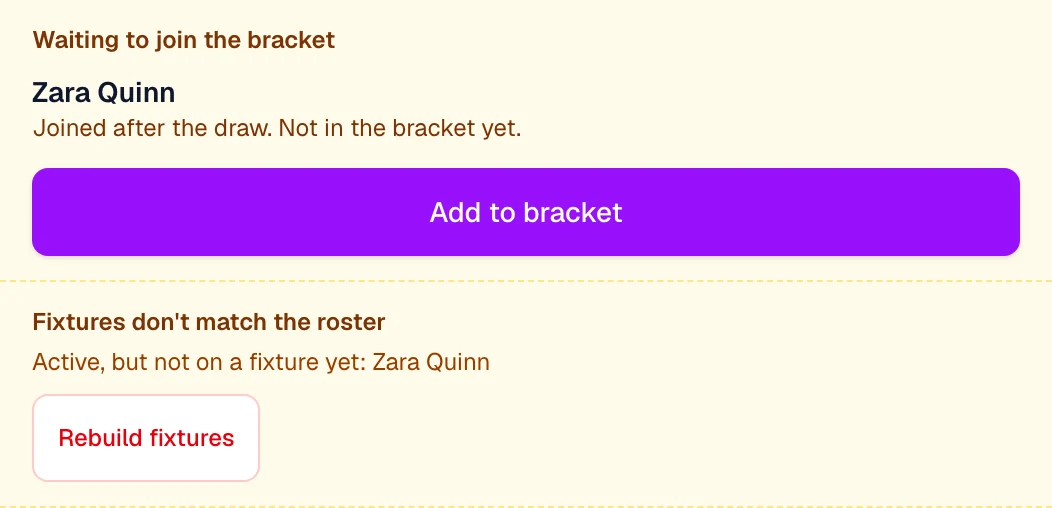 Waiting to join the bracket
Zara Quinn
Joined after the draw. Not in the bracket yet.
Add to bracket
Fixtures don't match the roster
Active, but not on a fixture yet: Zara Quinn
Rebuild fixtures